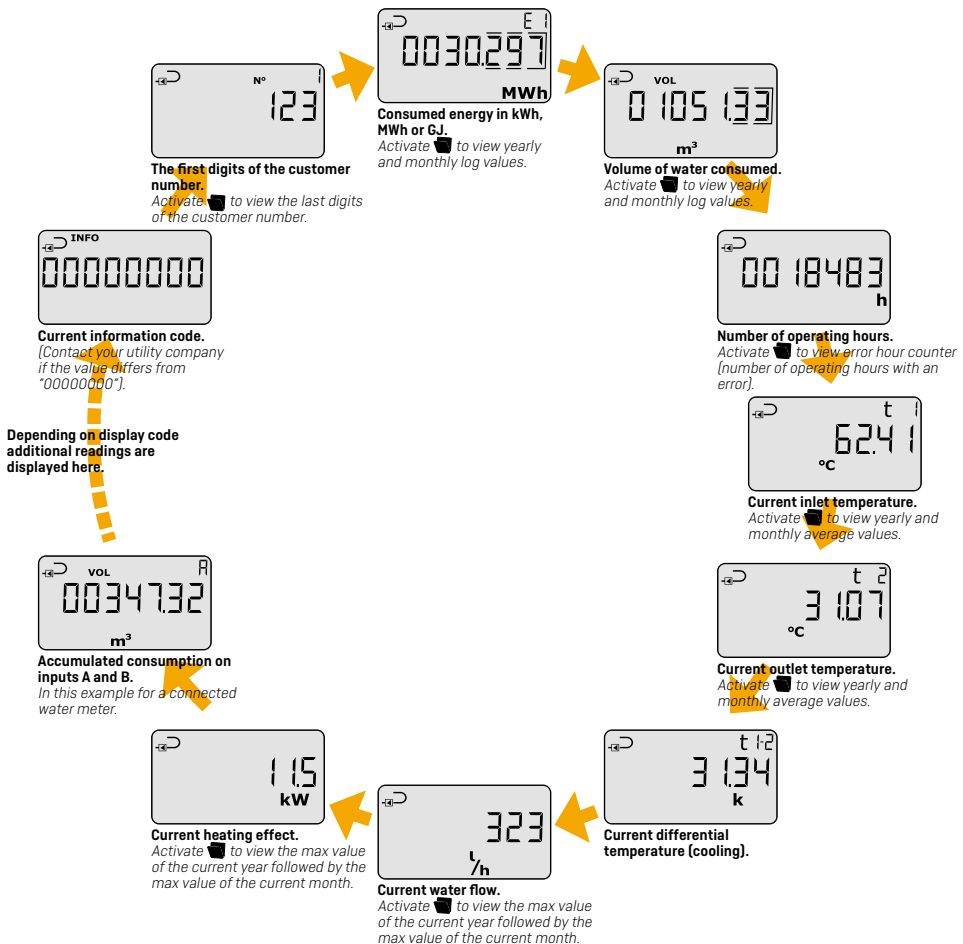 E 1
0030.297
MWh
Consumed energy in kWh,
MWh or GJ.
Activate to view yearly
and monthly log values.
VOL
01051.33
m³
Volume of water consumed.
Activate to view yearly
and monthly log values.
0018483
h
Number of operating hours.
Activate to view error hour counter
(number of operating hours with an
error).
t 1
62.41
°C
Current inlet temperature.
Activate to view yearly and
monthly average values.
t 2
31.07
°C
Current outlet temperature.
Activate to view yearly and
monthly average values.
t 1-2
31.34
k
Current differential
temperature (cooling).
323
l/h
Current water flow.
Activate to view the max value
of the current year followed by the
max value of the current month.
11.5
kW
Current heating effect.
Activate to view the max value
of the current year followed by the
max value of the current month.
A
VOL
00347.32
m³
Accumulated consumption on
inputs A and B.
In this example for a connected
water meter.
Depending on display code
additional readings are
displayed here.
INFO
00000000
Current information code.
(Contact your utility company
if the value differs from
"00000000").
1
N°
123
The first digits of the customer
number.
Activate to view the last digits
of the customer number.